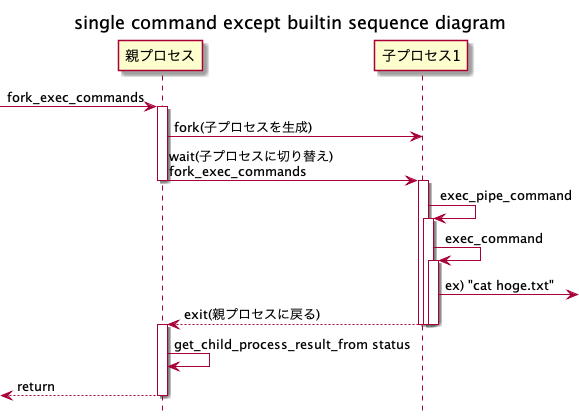 single command except builtin sequence diagram
親プロセス
子プロセス1
fork_exec_commands
fork(子プロセスを生成)
wait(子プロセスに切り替え)
fork_exec_commands
exec_pipe_command
exec_command
ex) "cat hoge.txt"
exit(親プロセスに戻る)
get_child_process_result_from status
return